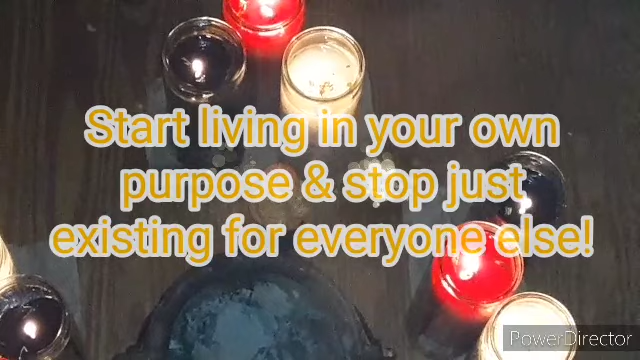 Start living in your own
purpose & stop just
existing for everyone else!
PowerDirector